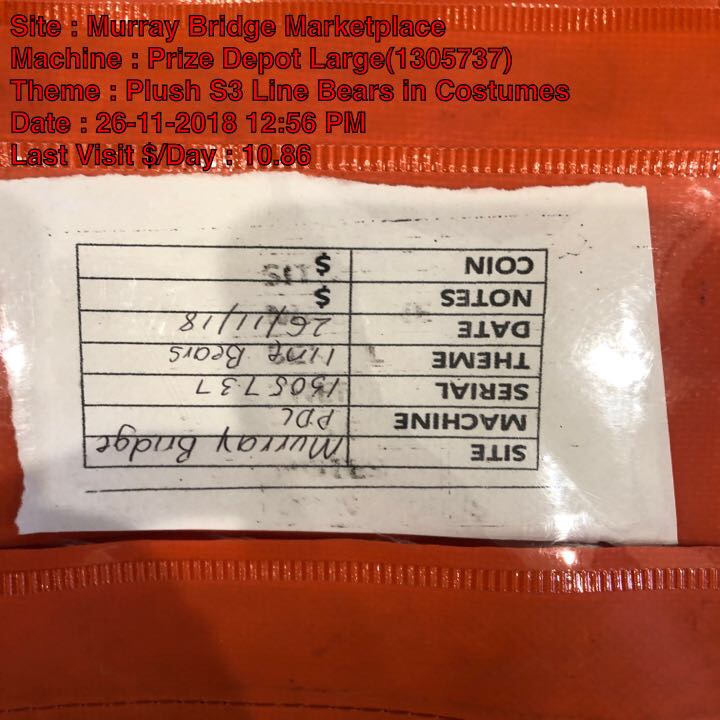 Site : Murray Bridge Marketplace
Machine : Prize Depot Large(1305737)
Theme : Plush S3 Line Bears in Costumes
Date : 26-11-2018 12:56 PM
Last Visit $/Day : 10.86
SITE Murray Bridge
MACHINE PDL
SERIAL 1305737
THEME Line Bears
DATE 26/11/18
NOTES $
COIN $